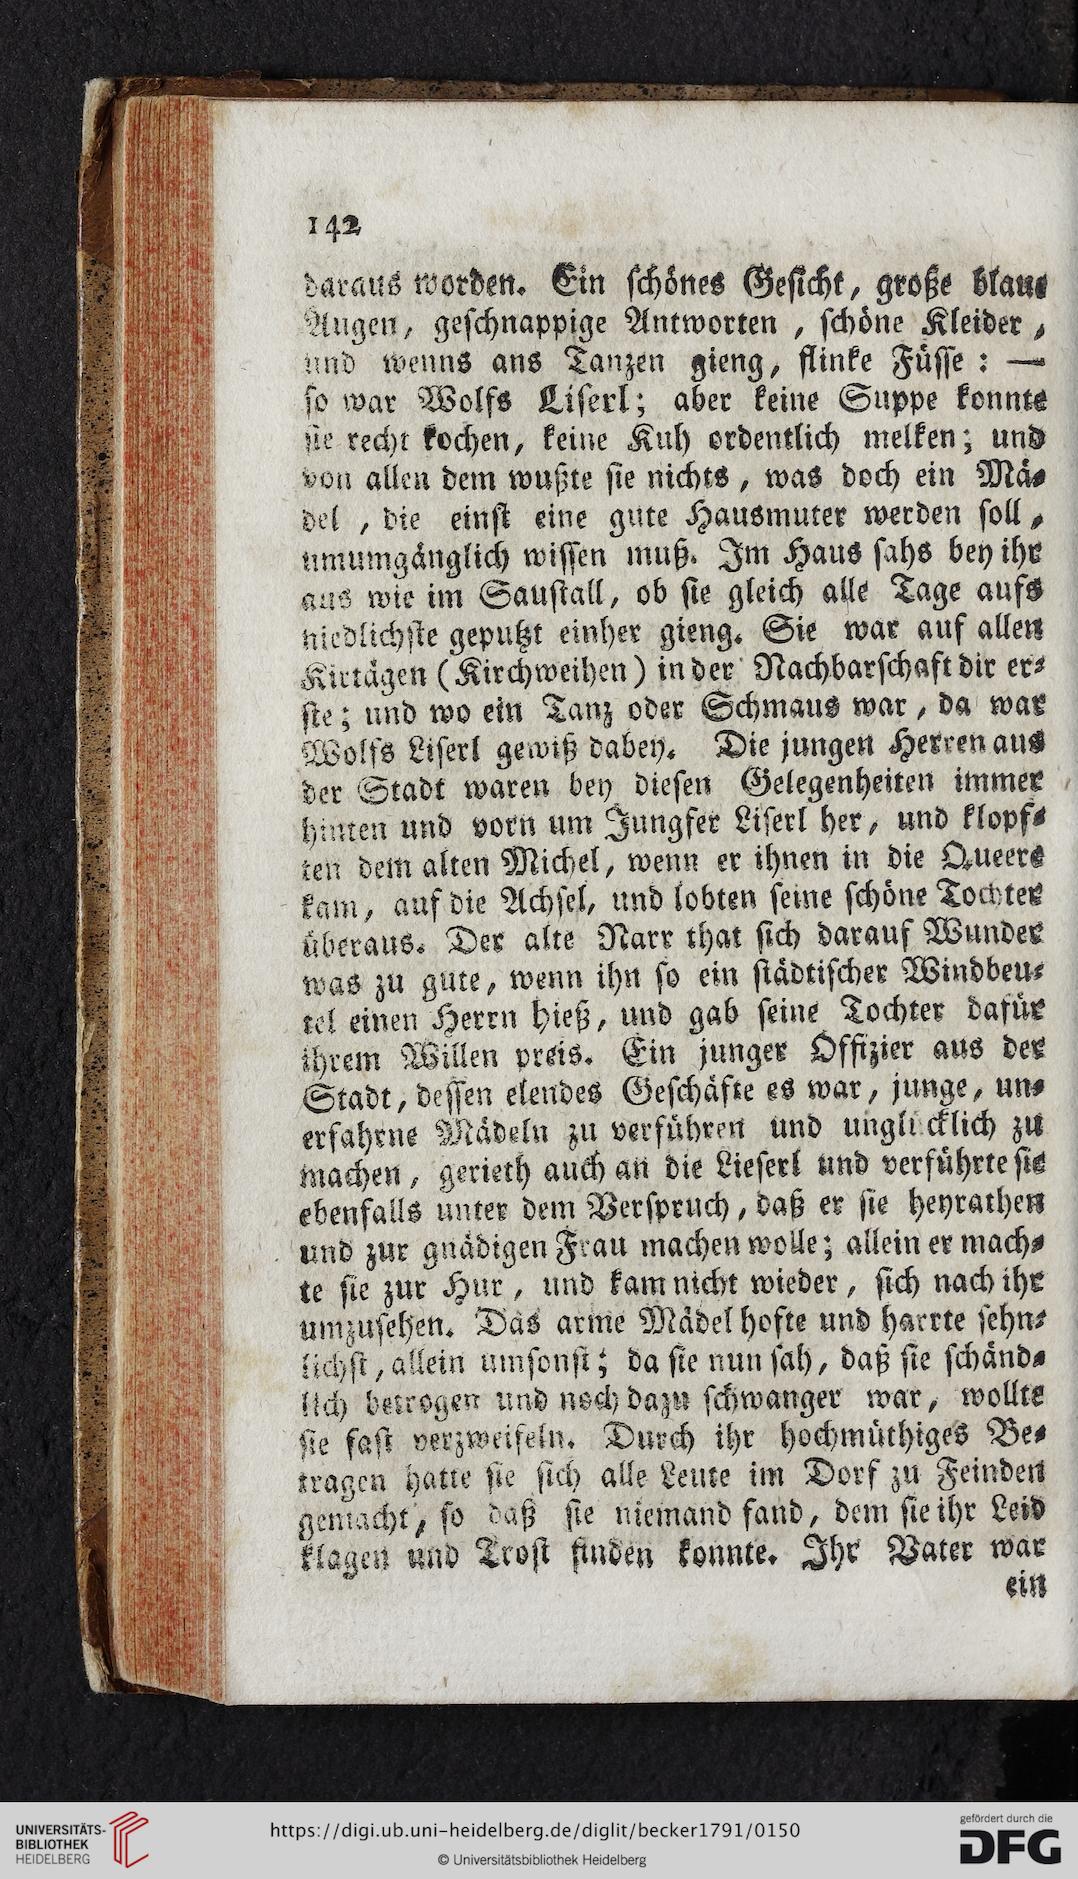 142
daraus worden. Ein schönes Gesicht, große blaue
Augen, geschnappige Antworten, schöne Kleider,
und wenns ans Tanzen gieng, flinke Füsse: —
so war Wolfs Liserl; aber keine Suppe konnte
sie recht kochen, keine Kuh ordentlich melken; und
von allen dem wußte sie nichts, was doch ein Mä-
del, die einst eine gute Hausmuter werden soll,
umumgänglich wissen muß. Im Haus sahs bey ihr
aus wie im Saustall, ob sie gleich alle Tage aufs
niedlichste geputzt einher gieng. Sie war auf allen
Kirtägen (Kirchweihen) in der Nachbarschaft dir er-
ste; und wo ein Tanz oder Schmaus war, da war
Wolfs Liserl gewiß dabey. Die jungen Herren aus
der Stadt waren bey diesen Gelegenheiten immer
hinten und vorn um Jungfer Liserl her, und klopf-
ten dem alten Michel, wenn er ihnen in die Queere
kam, auf die Achsel, und lobten seine schöne Tochter
überaus. Der alte Narr that sich darauf Wunder
was zu gute, wenn ihn so ein städtischer Windbeu-
tel einen Herrn hieß, und gab seine Tochter dafür
ihrem Willen preis. Ein junger Offizier aus der
Stadt, dessen elendes Geschäfte es war, junge, un-
erfahrne Mädeln zu verführen und unglücklich zu
machen, gerieth auch an die Lieserl und verführte sie
ebenfalls unter dem Verspruch, daß er sie heyrathen
und zur gnädigen Frau machen wolle; allein er mach-
te sie zur Hur, und kam nicht wieder, sich nach ihr
umzusehen. Das arme Mädel hofte und harrte sehn-
lichst, allein umsonst; da sie nun sah, daß sie schänd-
lich betrogen und noch dazu schwanger war, wollte
sie fast verzweifeln. Durch ihr hochmüthiges Be-
tragen hatte sie sich alle Leute im Dorf zu Feinden
gemacht, so daß sie niemand fand, dem sie ihr Leid
klagen und Trost finden konnte. Ihr Vater war
ein
UNIVERSITÄTS-
BIBLIOTHEK
HEIDELBERG
https://digi.ub.uni-heidelberg.de/diglit/becker1791/0150
© Universitätsbibliothek Heidelberg
gefördert durch die
DFG